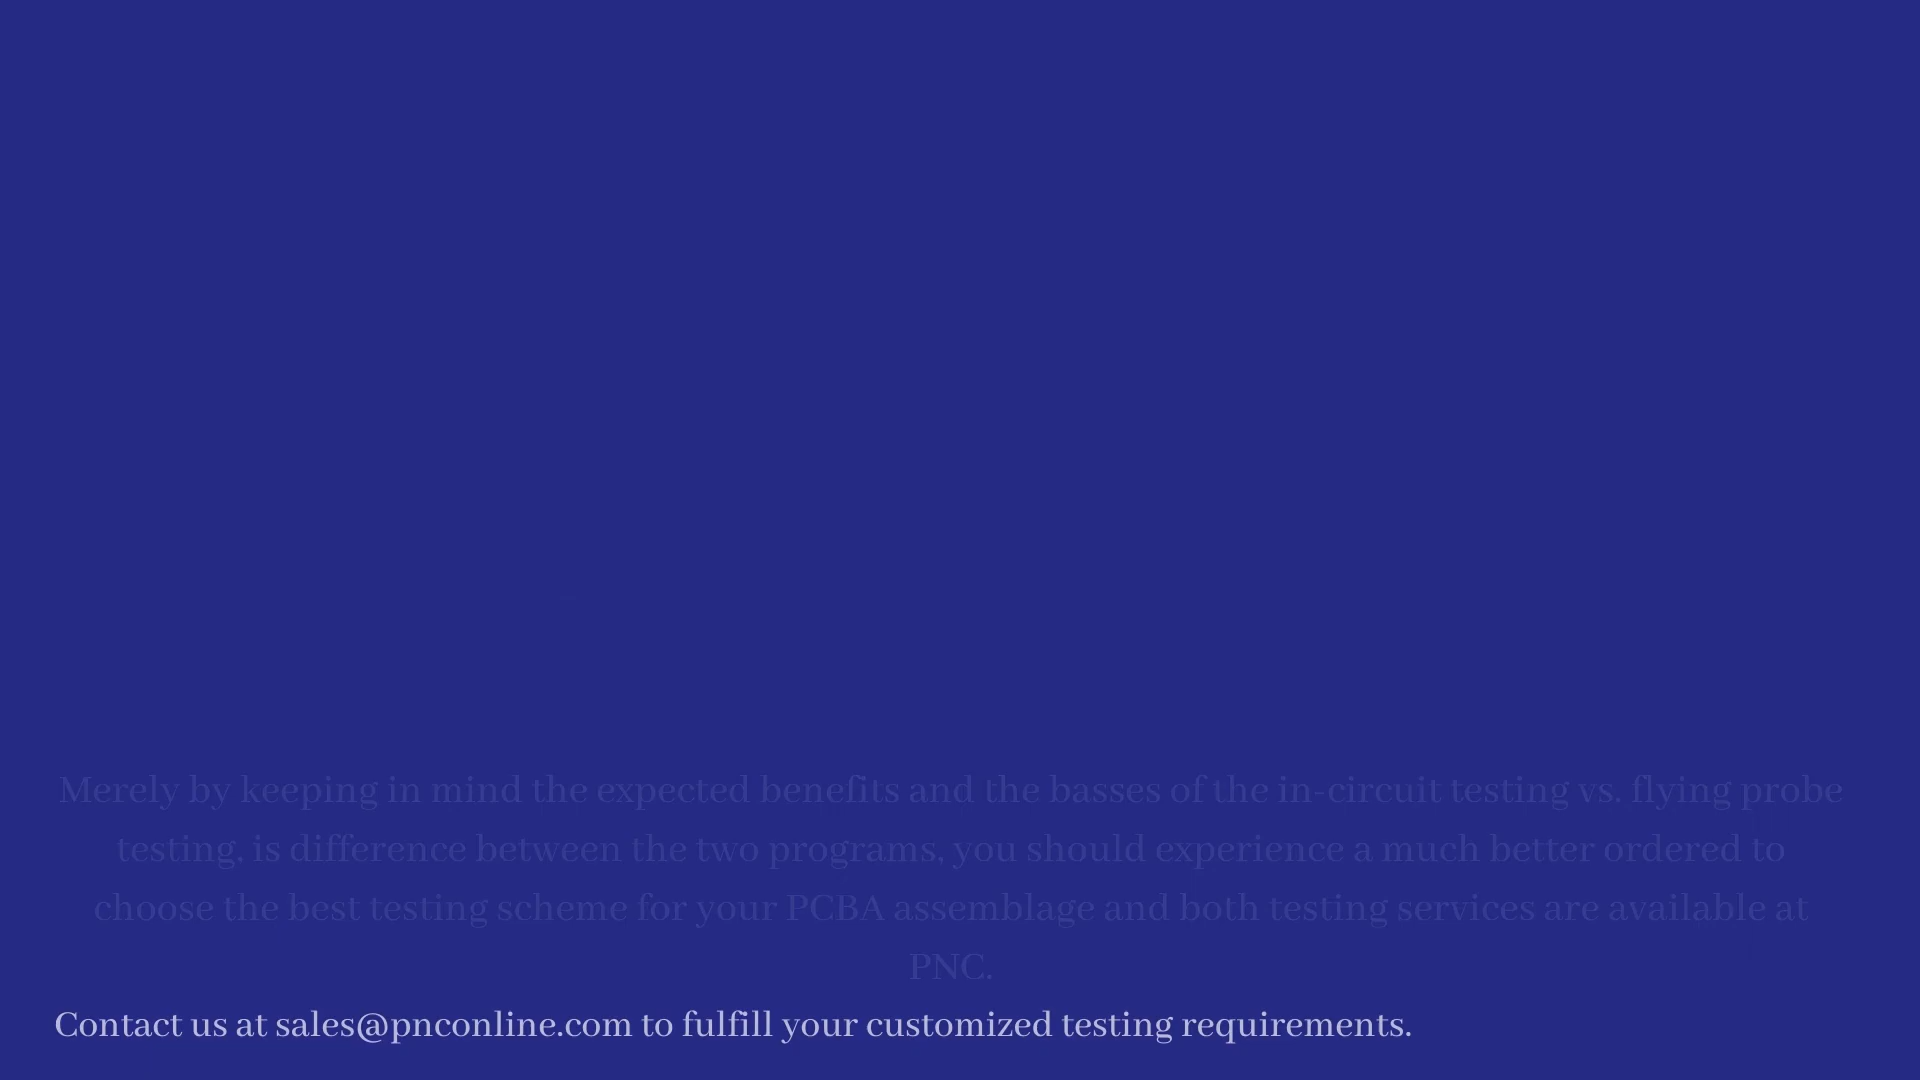 Merely by keeping in mind the expected benefits and the basses of the in-circuit testing vs. flying probe
testing, is difference between the two programs, you should experience a much better ordered to
choose the best testing scheme for your PCBA assemblage and both testing services are available at
PNC.
Contact us at sales@pnconline.com to fulfill your customized testing requirements.